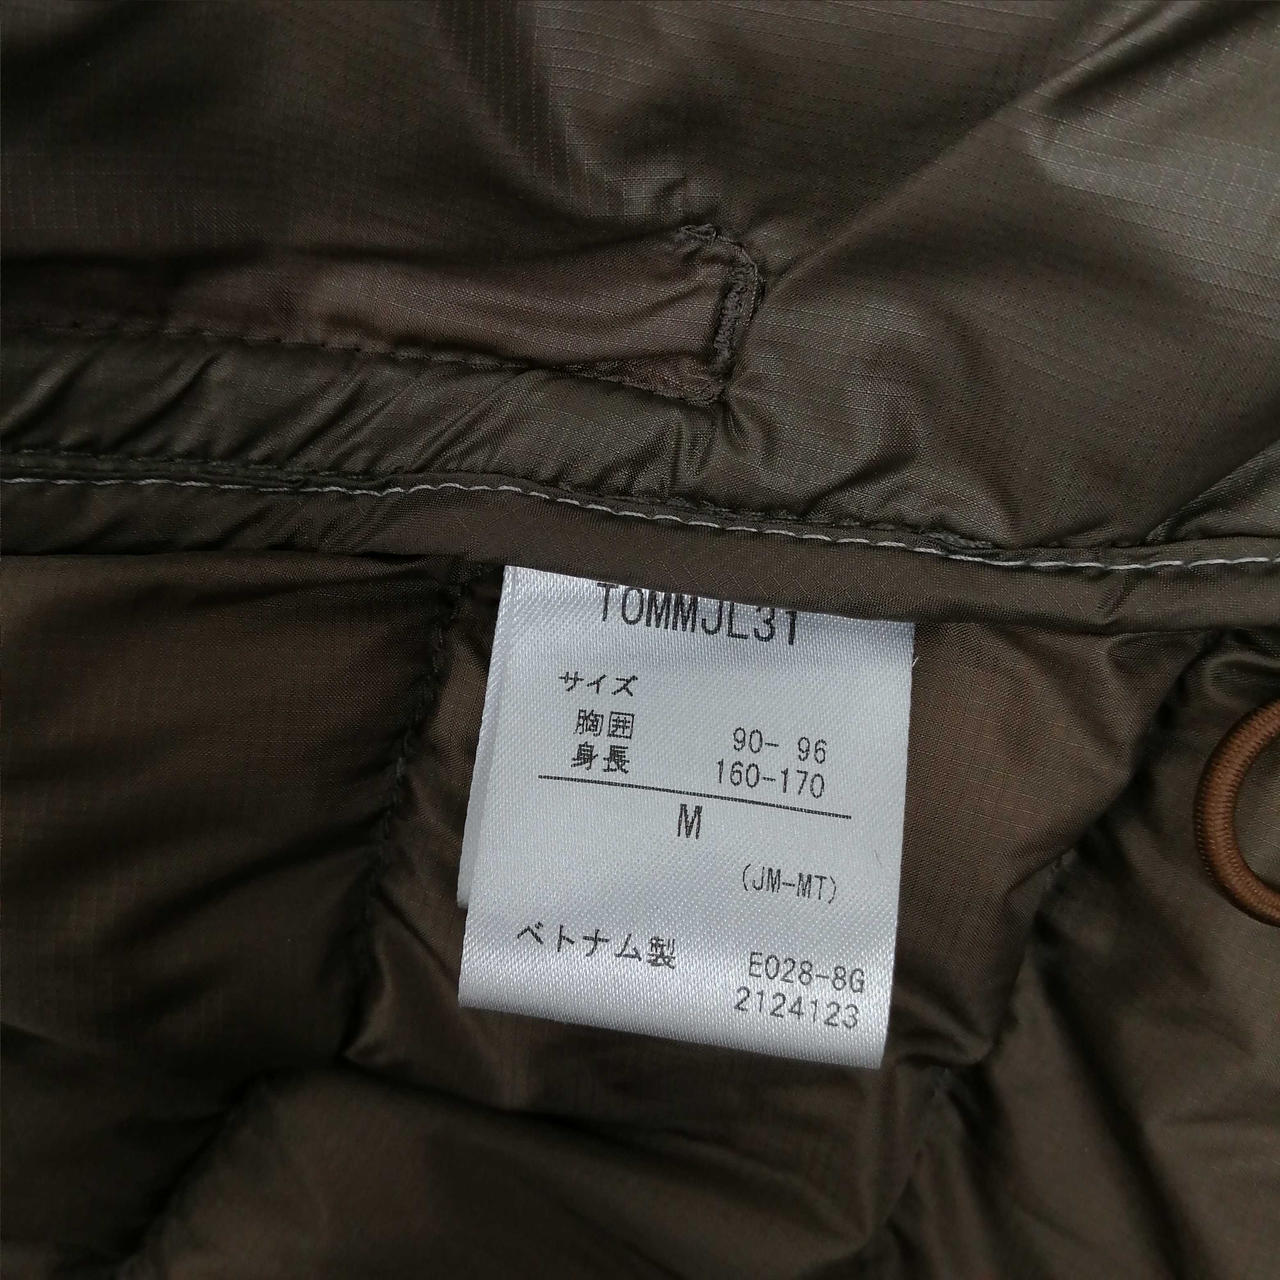 TOMMJL31
サイズ
胸囲 90- 96
身長 160-170
M
(JM-MT)
ベトナム製 E028-8G
2124123